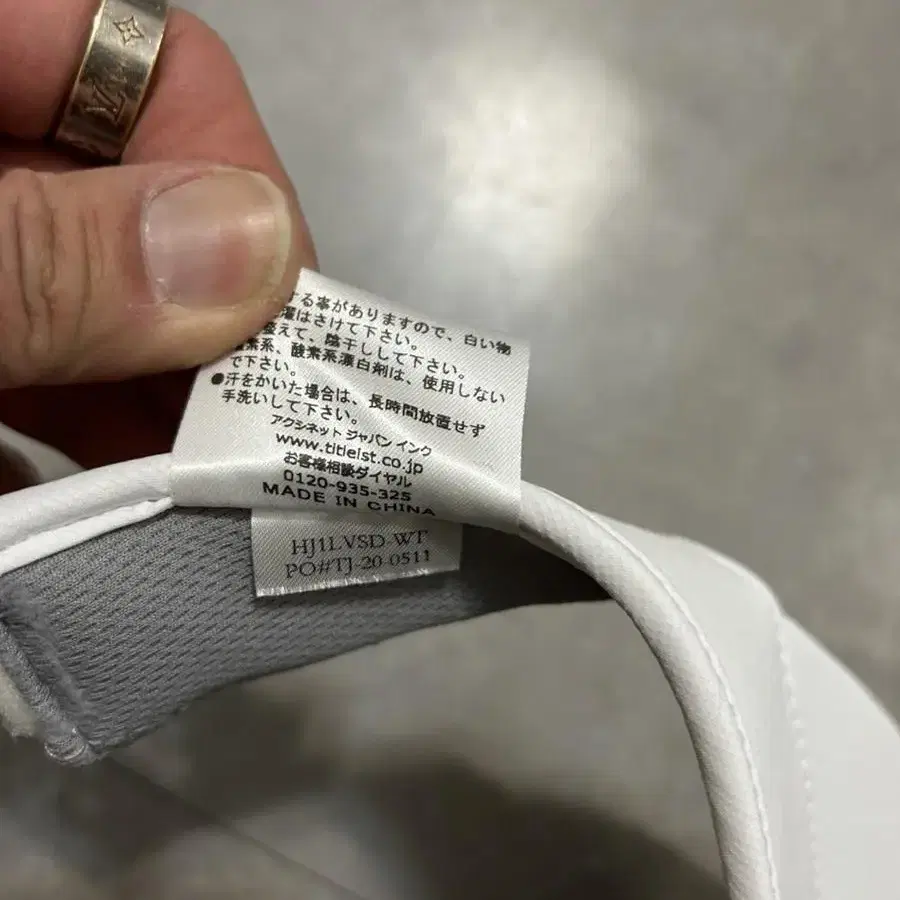 する事がありますので、白い物
濯はさけて下さい。
整えて、陰干しして下さい。
素系、酸素系漂白剤は、使用しない
で下さい。
●汗をかいた場合は、長時間放置せず
手洗いして下さい。
アクシネット ジャパン インク
www.titleist.co.jp
お客様相談ダイヤル
0120-935-325
MADE IN CHINA
HJ1LVSD-WT
PO#TJ-20-0511